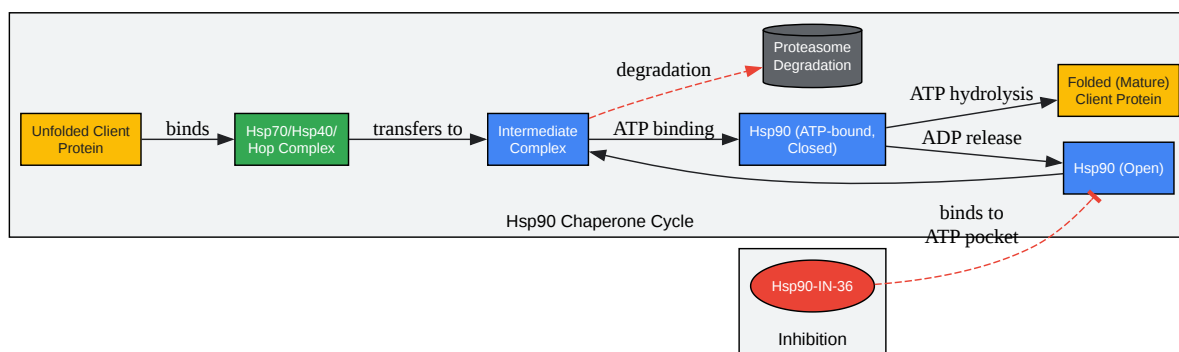 Proteasome
Degradation
degradation
Unfolded Client
Protein
binds
Hsp70/Hsp40/
Hop Complex
transfers to
Intermediate
Complex
ATP binding
Hsp90 (ATP-bound,
Closed)
ATP hydrolysis
Folded (Mature)
Client Protein
ADP release
Hsp90 (Open)
Hsp90 Chaperone Cycle
binds to
ATP pocket
Hsp90-IN-36
Inhibition